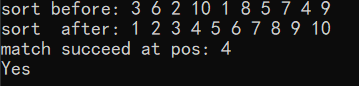 sort before: 3 6 2 10 1 8 5 7 4 9
sort  after: 1 2 3 4 5 6 7 8 9 10
match succeed at pos: 4
Yes